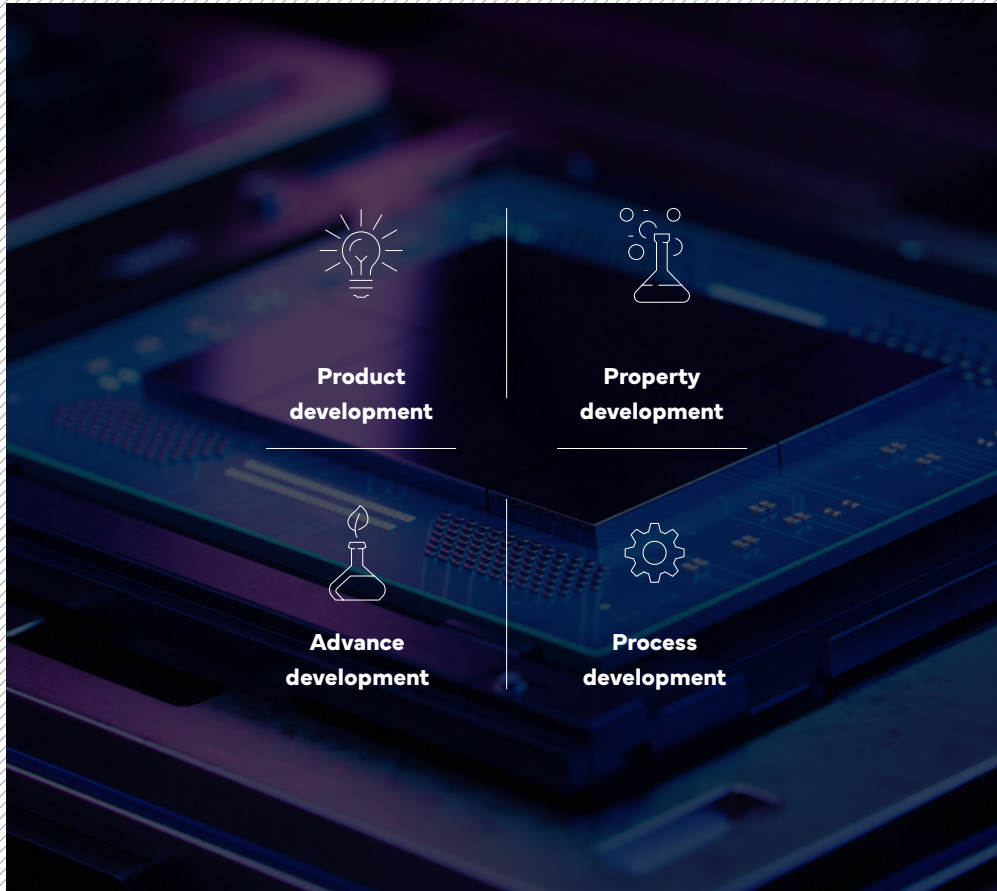 Product
development
Property
development
Advance
development
Process
development